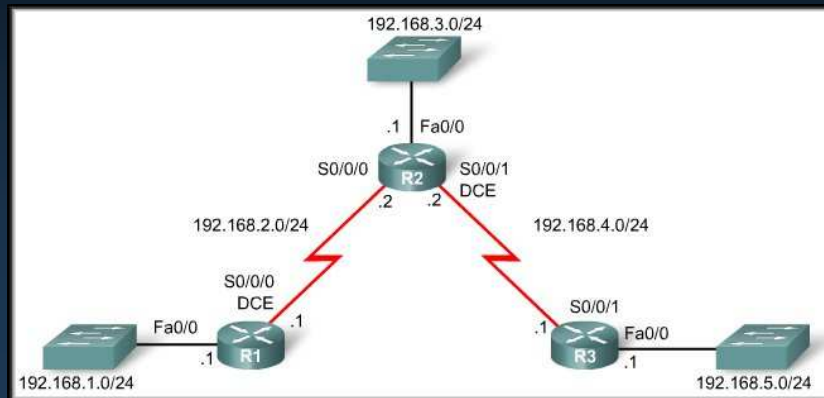 192.168.3.0/24
.1 Fa0/0
S0/0/0 R2 S0/0/1
DCE
.2 .2
192.168.2.0/24 192.168.4.0/24
S0/0/0
DCE
S0/0/1
Fa0/0 .1 .1 Fa0/0
.1 R1 R3 .1
192.168.1.0/24 192.168.5.0/24